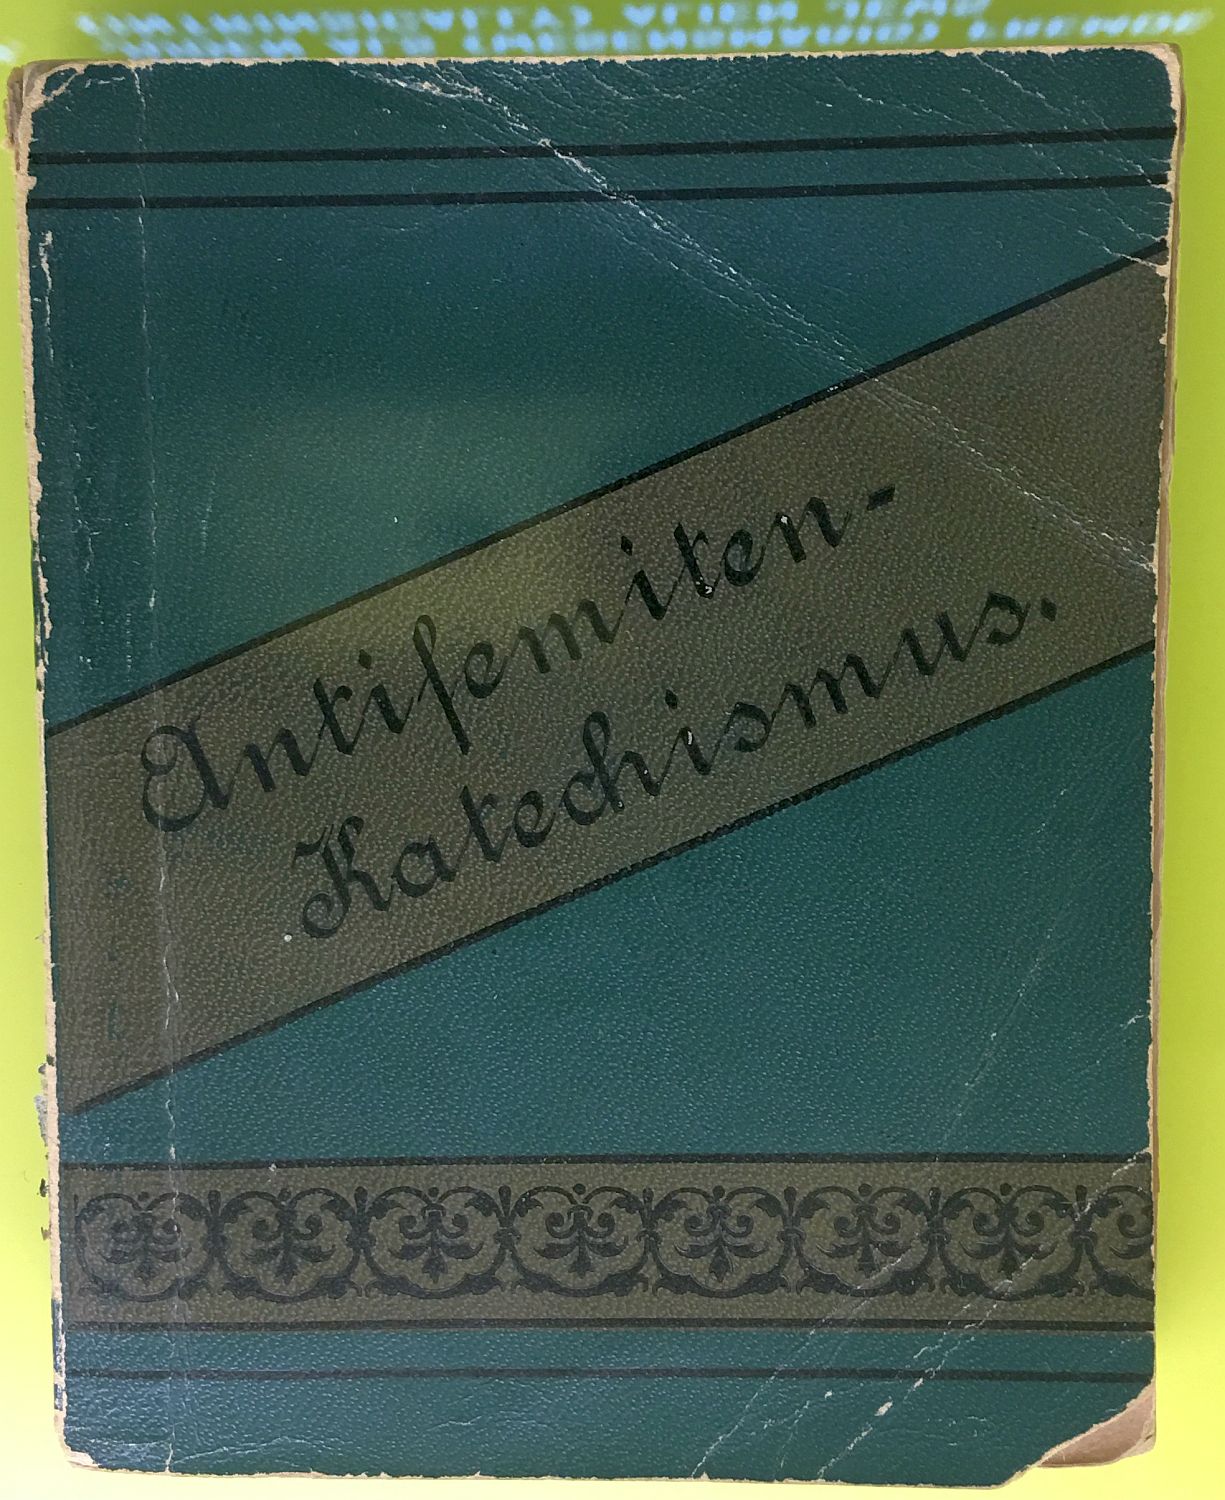 Antiſemiten-
Katechismus.